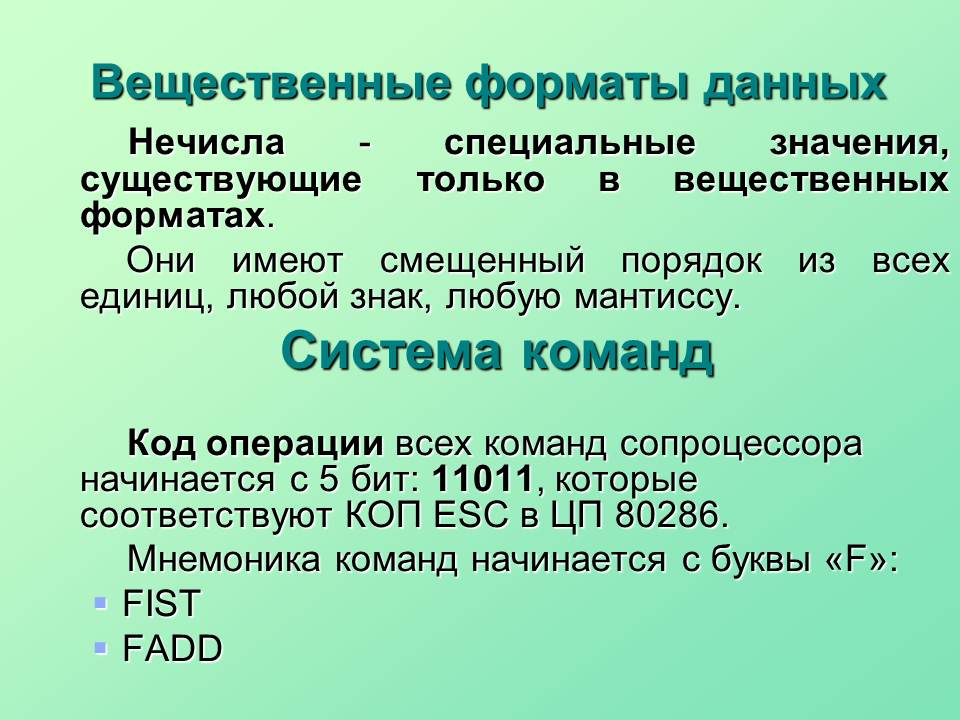 Вещественные форматы данных
Нечисла - специальные значения,
существующие только в вещественных
форматах.
Они имеют смещенный порядок из всех
единиц, любой знак, любую мантиссу.
Система команд
Код операции всех команд сопроцессора
начинается с 5 бит: 11011, которые
соответствуют КОП ESC в ЦП 80286.
Мнемоника команд начинается с буквы «F»:
FIST
FADD